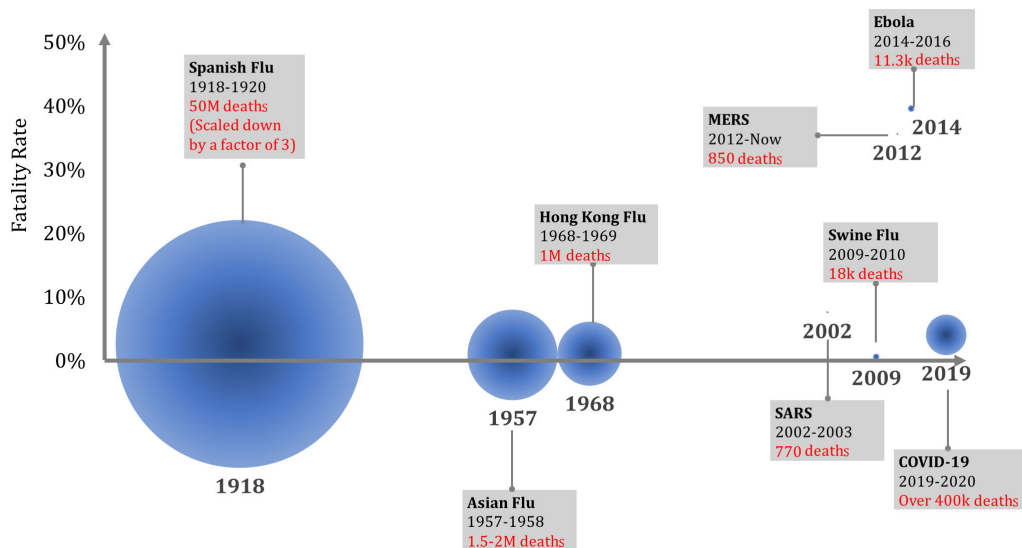 50%
40%
30%
20%
10%
0%
Fatality Rate
Spanish Flu
1918-1920
50M deaths
(Scaled down
by a factor of 3)
1918
Asian Flu
1957-1958
1.5-2M deaths
1957
Hong Kong Flu
1968-1969
1M deaths
1968
SARS
2002-2003
770 deaths
2002
Swine Flu
2009-2010
18k deaths
2009
MERS
2012-Now
850 deaths
2012
Ebola
2014-2016
11.3k deaths
2014
COVID-19
2019-2020
Over 400k deaths
2019